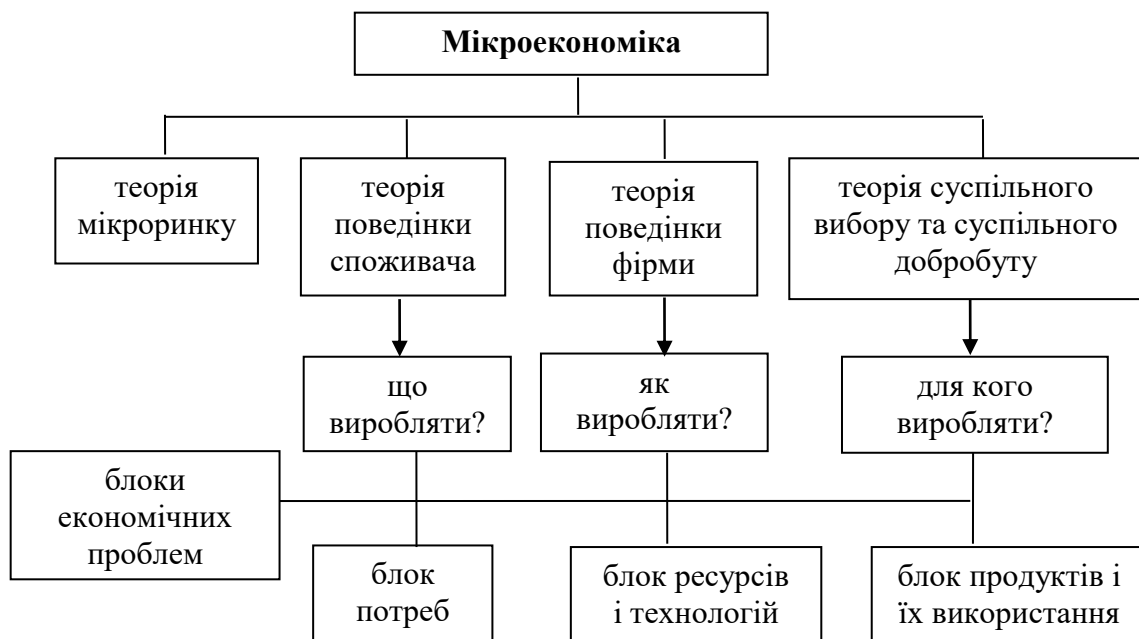 Мікроекономіка
теорія
мікроринку
теорія
поведінки
споживача
теорія
поведінки
фірми
теорія суспільного
вибору та суспільного
добробуту
що
виробляти?
як
виробляти?
для кого
виробляти?
блоки
економічних
проблем
блок
потреб
блок ресурсів
і технологій
блок продуктів і
їх використання